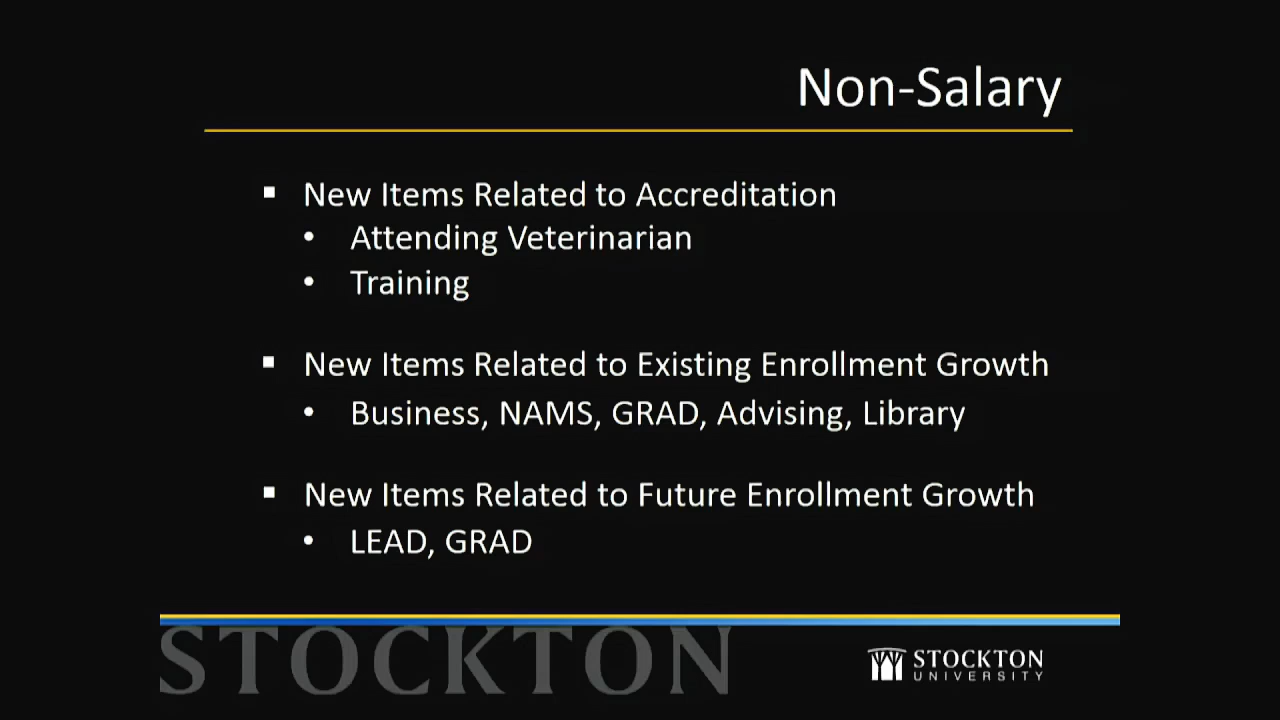 Non-Salary
▪ New Items Related to Accreditation
• Attending Veterinarian
• Training
▪ New Items Related to Existing Enrollment Growth
• Business, NAMS, GRAD, Advising, Library
▪ New Items Related to Future Enrollment Growth
• LEAD, GRAD
STOCKTON
STOCKTON
UNIVERSITY